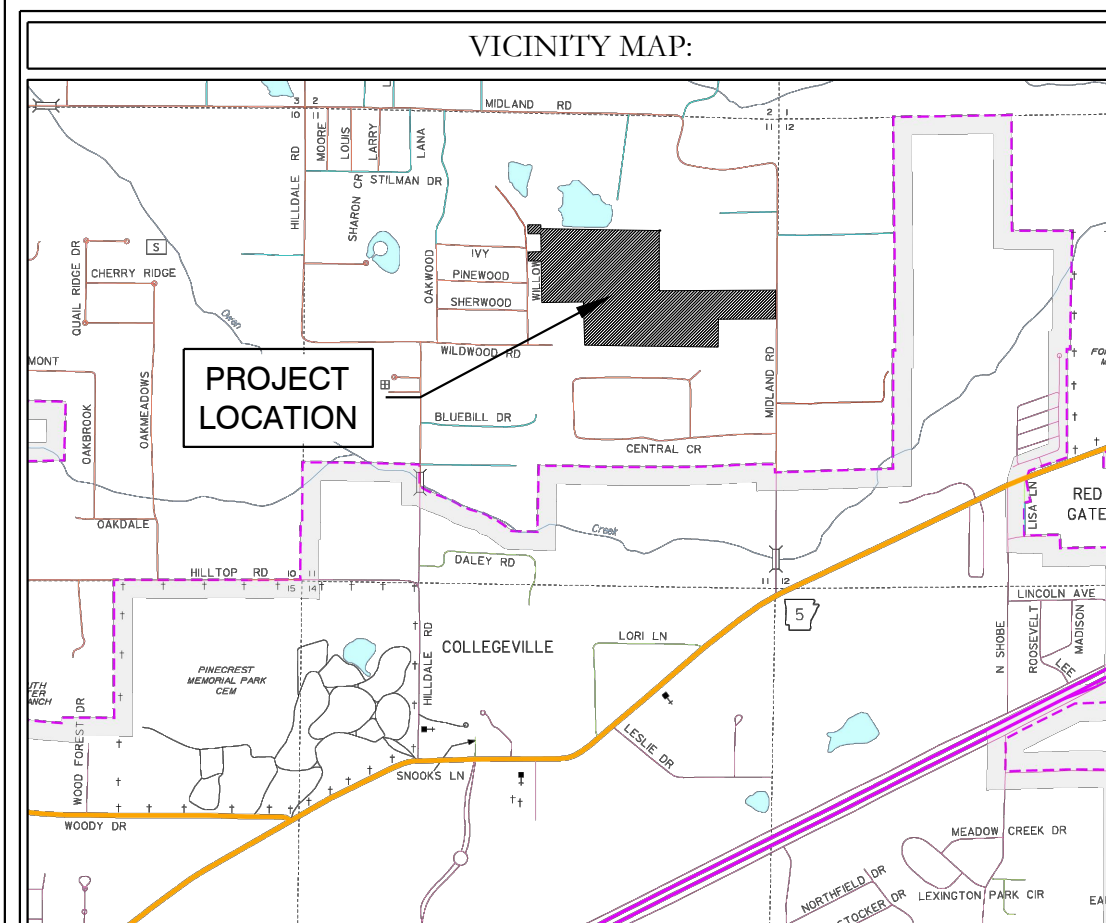 VICINITY MAP:
MIDLAND RD
3 2
10 11
2 1
11 12
HILLDALE RD
MOORE
LOUIS
LARRY
LANA
STILMAN DR
SHARON CR
QUAIL RIDGE DR
S
CHERRY RIDGE
OAKWOOD
IVY
PINEWOOD
SHERWOOD
WILLOW
Owen
WILDWOOD RD
MIDLAND RD
PROJECT
LOCATION
MONT
OAKBROOK
OAKMEADOWS
BLUEBILL DR
CENTRAL CR
OAKDALE
Creek
LISA LN
RED
GATE
DALEY RD
HILLTOP RD
10 11
15 14
11 12
5
LINCOLN AVE
N SHOBE
ROOSEVELT
MADISON
LEE
HILLDALE RD
COLLEGEVILLE
LORI LN
PINECREST
MEMORIAL PARK
CEM
UTH
TER
ANCH
WOOD FOREST DR
LESLIE DR
SNOOKS LN
WOODY DR
MEADOW CREEK DR
NORTHFIELD DR
STOCKER DR
LEXINGTON PARK CIR
EA